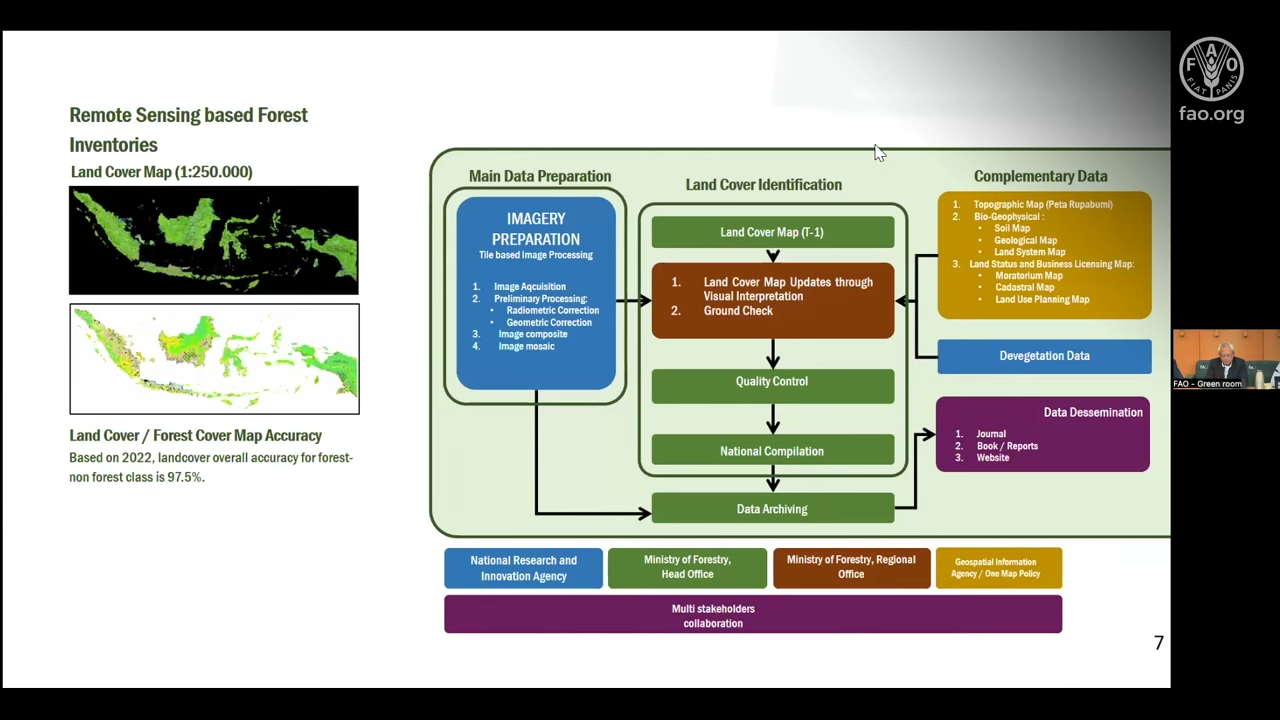 Remote Sensing based Forest
Inventories
Land Cover Map (1:250.000)
Land Cover / Forest Cover Map Accuracy
Based on 2022, landcover overall accuracy for forest-
non forest class is 97.5%.
Main Data Preparation
IMAGERY
PREPARATION
Tile based Image Processing
1. Image Aqcuisition
2. Preliminary Processing:
• Radiometric Correction
• Geometric Correction
3. Image composite
4. Image mosaic
Land Cover Identification
Land Cover Map (T-1)
1. Land Cover Map Updates through
Visual Interpretation
2. Ground Check
Quality Control
National Compilation
Data Archiving
Complementary Data
1. Topographic Map (Peta Rupabumi)
2. Bio-Geophysical :
• Soil Map
• Geological Map
• Land System Map
3. Land Status and Business Licensing Map:
• Moratorium Map
• Cadastral Map
• Land Use Planning Map
Devegetation Data
Data Dessemination
1. Journal
2. Book / Reports
3. Website
National Research and
Innovation Agency
Ministry of Forestry,
Head Office
Ministry of Forestry, Regional
Office
Geospatial Information
Agency / One Map Policy
Multi stakeholders
collaboration
7
F A O
FIAT PANIS
fao.org
FAO - Green room